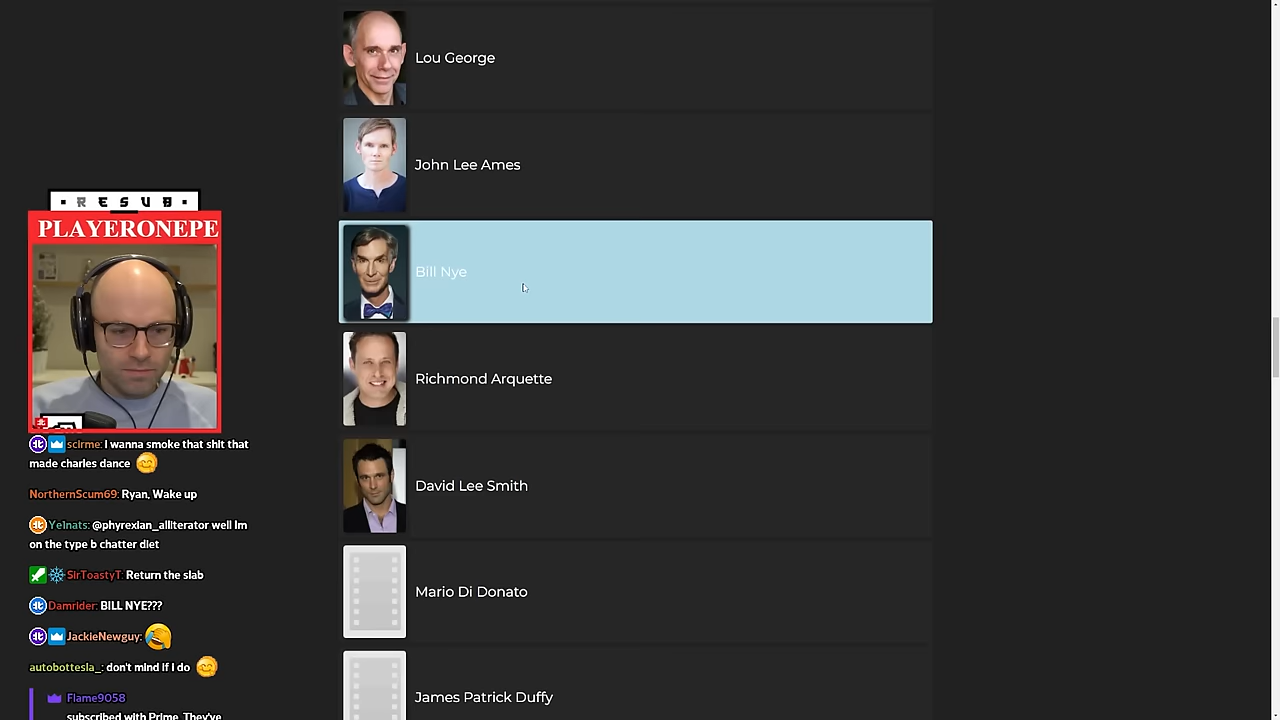 Lou George
John Lee Ames
Bill Nye
Richmond Arquette
David Lee Smith
Mario Di Donato
James Patrick Duffy
RESUB
PLAYERONEPE
scirme: I wanna smoke that shit that
made charles dance
NorthernScum69: Ryan, Wake up
Yelnats: @phyrexian_alliterator well Im
on the type b chatter diet
SirToastyT: Return the slab
Damrider: BILL NYE???
JackieNewguy:
autobottesla_: don't mind if I do
Flame9058
subscribed with Prime. They've